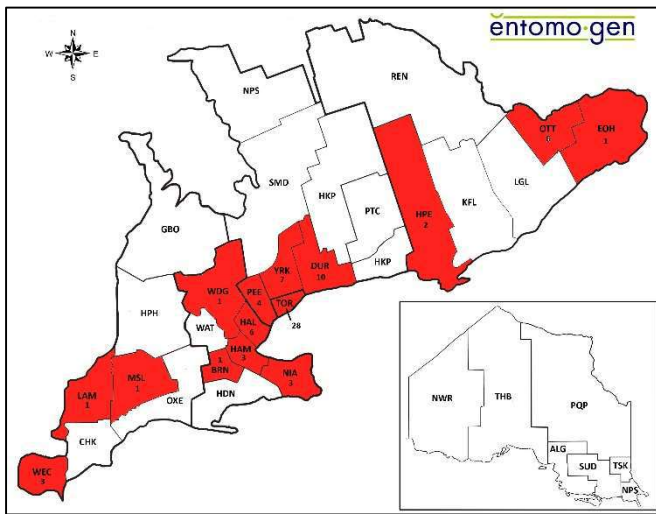 N
W E
S
entomo·gen
NPS
REN
OTT
6
EOH
1
SMD
HKP
PTC
HPE
2
KFL
LGL
GBO
HKP
YRK
7
DUR
10
WDG
1
PEE
4
TOR
28
HPH
WAT
HAL
6
HAM
3
1
BRN
NIA
3
HDN
LAM
1
MSL
1
OXE
CHK
WEC
3
NWR
THB
PQP
ALG
SUD
TSK
NPS